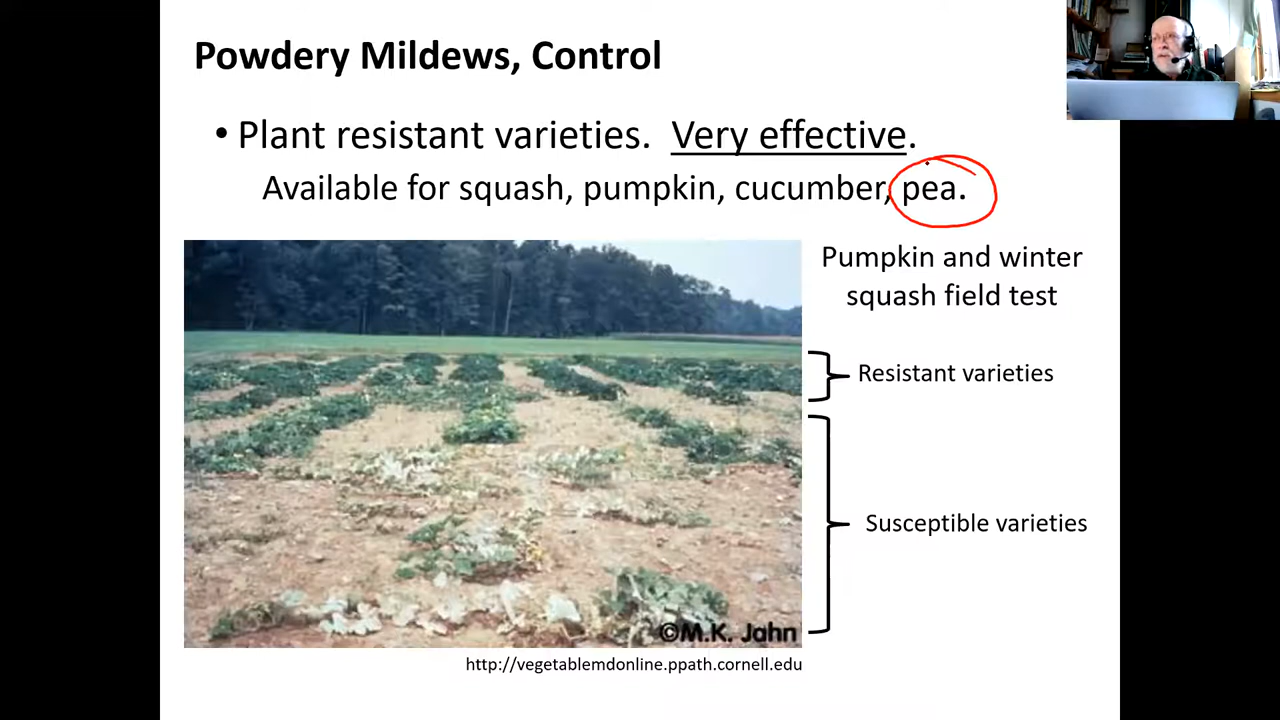 Powdery Mildews, Control
• Plant resistant varieties. Very effective.
Available for squash, pumpkin, cucumber, pea.
Pumpkin and winter
squash field test
Resistant varieties
Susceptible varieties
©M.K. Jahn
http://vegetablemdonline.ppath.cornell.edu